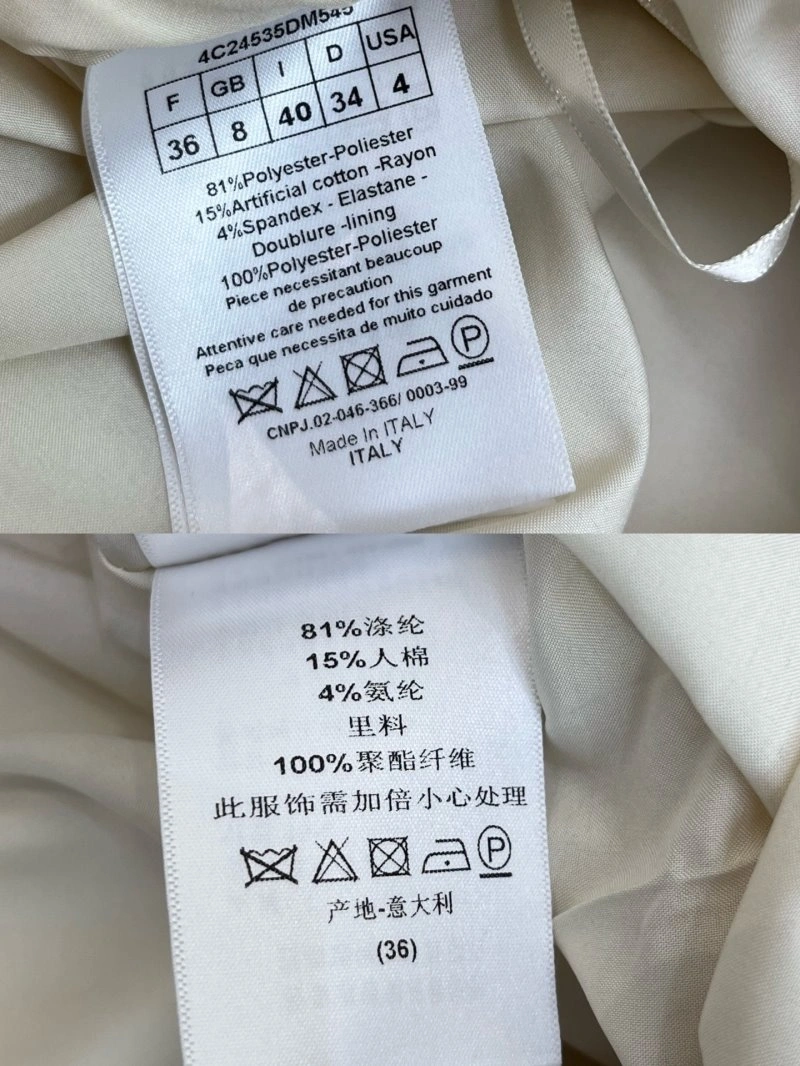 4C24535DM545
F GB I D USA
36 8 40 34 4
81%Polyester-Poliester
15%Artificial cotton -Rayon
4%Spandex - Elastane -
Doublure -lining
100%Polyester-Poliester
Piece necessitant beaucoup
de precaution
Attentive care needed for this garment
Peca que necessita de muito cuidado
P
CNPJ.02-046-366/ 0003-99
Made In ITALY
ITALY
81%涤纶
15%人棉
4%氨纶
里料
100%聚酯纤维
此服饰需加倍小心处理
P
产地-意大利
(36)